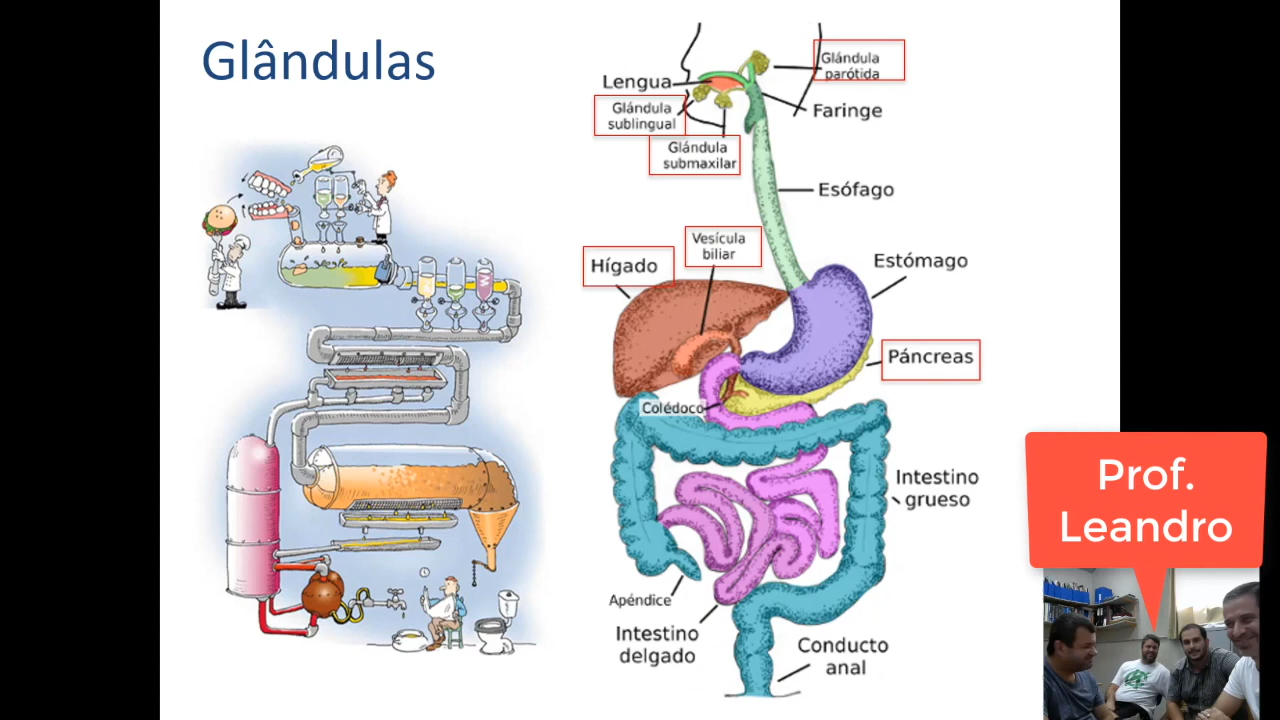 Glândulas
Glándula
parótida
Lengua
Glándula
sublingual
Faringe
Glándula
submaxilar
Esófago
Vesícula
biliar
Hígado
Estómago
Páncreas
Colédoco
Prof.
Leandro
Intestino
grueso
Apéndice
Intestino
delgado
Conducto
anal